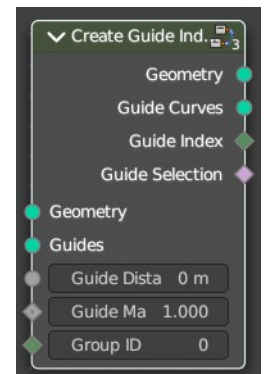 Create Guide Ind. 3
Geometry
Guide Curves
Guide Index
Guide Selection
Geometry
Guides
Guide Dista 0 m
Guide Ma 1.000
Group ID 0